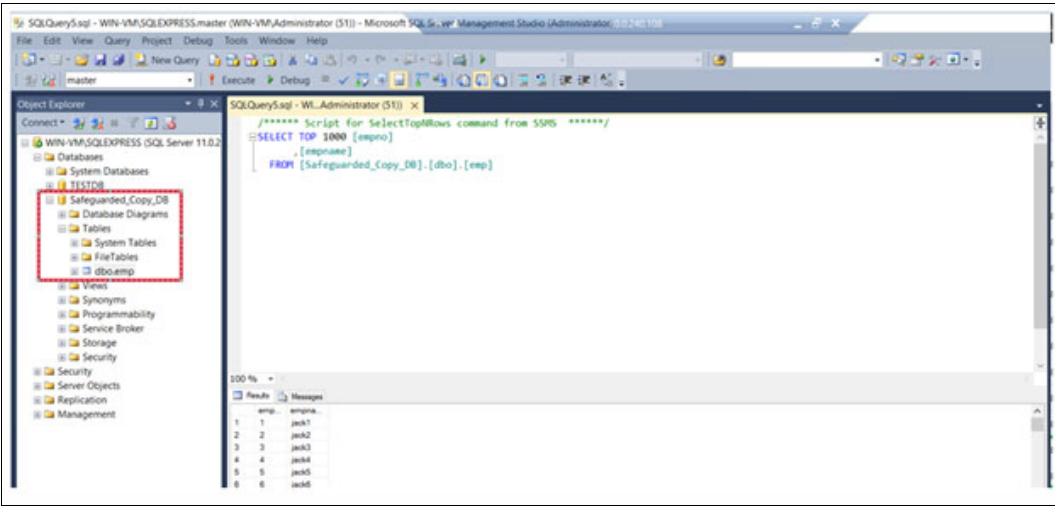 SQLQuery5.sql - WIN-VM\SQLEXPRESS.master (WIN-VM\Administrator (51)) - Microsoft SQL Server Management Studio (Administrator)
File Edit View Query Project Debug Tools Window Help
New Query
master Execute Debug
Object Explorer
SQLQuery5.sql - WI...Administrator (51))
Connect
WIN-VM\SQLEXPRESS (SQL Server 11.0.2
Databases
System Databases
TESTDB
Safeguarded_Copy_DB
Database Diagrams
Tables
System Tables
FileTables
dbo.emp
Views
Synonyms
Programmability
Service Broker
Storage
Security
Security
Server Objects
Replication
Management
/****** Script for SelectTopNRows command from SSMS ******/
SELECT TOP 1000 [empno]
,[empname]
FROM [Safeguarded_Copy_DB].[dbo].[emp]
100 %
Results Messages
emp... empna...
1 1 jack1
2 2 jack2
3 3 jack3
4 4 jack4
5 5 jack5
6 6 jack6